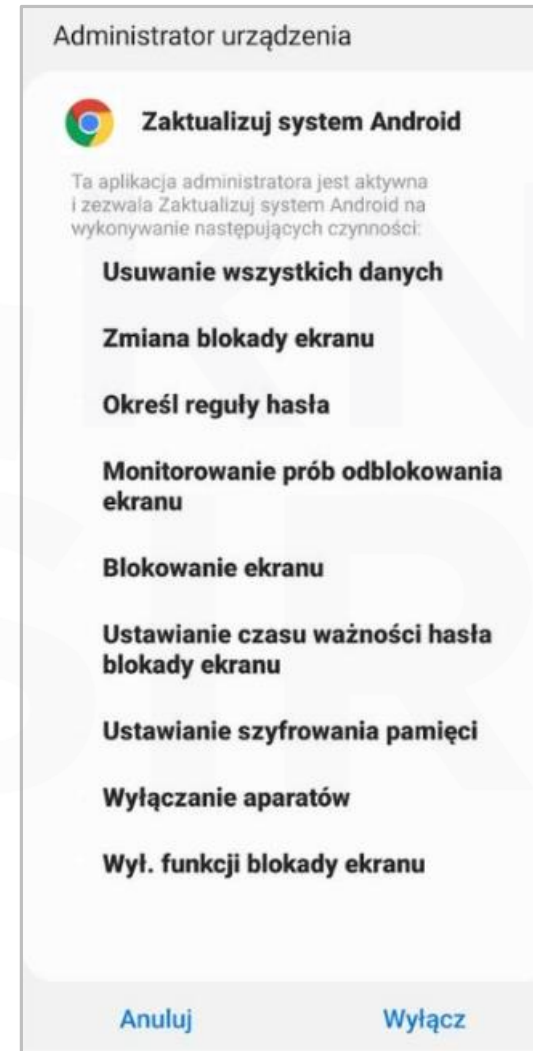 Administrator urządzenia
Zaktualizuj system Android
Ta aplikacja administratora jest aktywna
i zezwala Zaktualizuj system Android na
wykonywanie następujących czynności:
Usuwanie wszystkich danych
Zmiana blokady ekranu
Określ reguły hasła
Monitorowanie prób odblokowania
ekranu
Blokowanie ekranu
Ustawianie czasu ważności hasła
blokady ekranu
Ustawianie szyfrowania pamięci
Wyłączanie aparatów
Wył. funkcji blokady ekranu
Anuluj Wyłącz